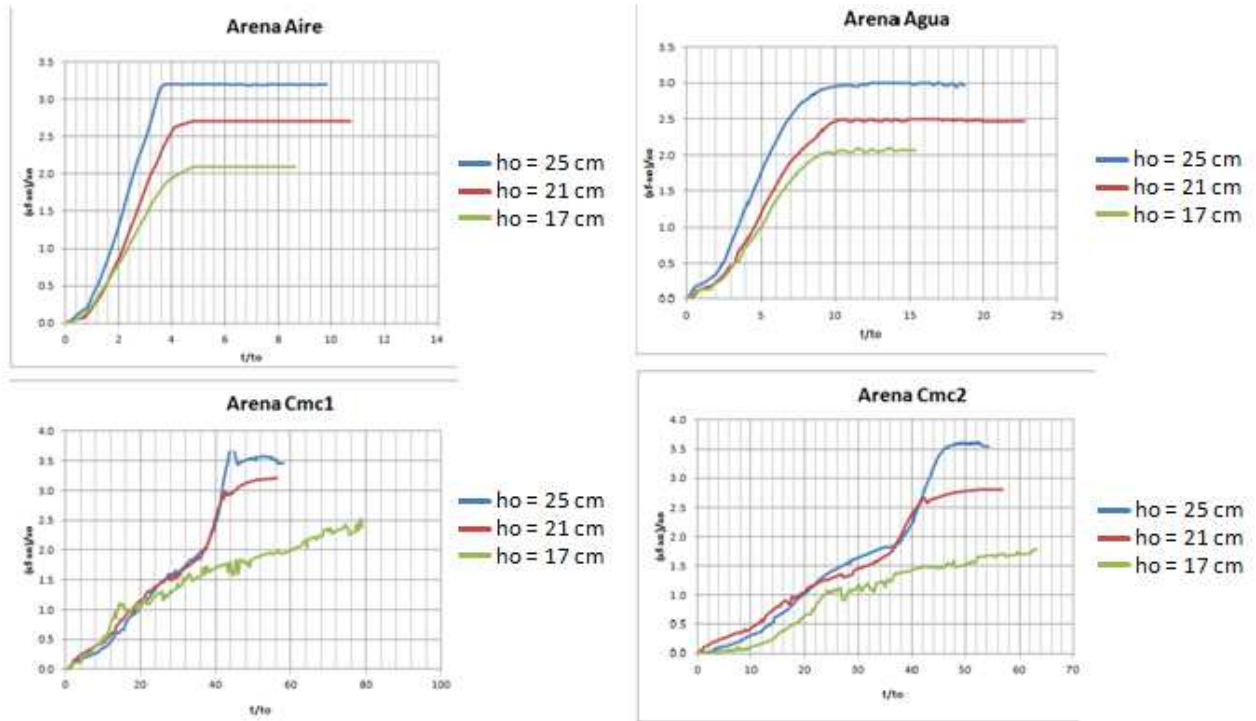 Arena Aire
3.5
3.0
2.5
2.0
1.5
1.0
0.5
0.0
0 2 4 6 8 10 12 14
t/to
ho = 25 cm
ho = 21 cm
ho = 17 cm
Arena Agua
3.5
3.0
2.5
2.0
1.5
1.0
0.5
0.0
0 5 10 15 20 25
t/to
ho = 25 cm
ho = 21 cm
ho = 17 cm
Arena Cmc1
4.0
3.5
3.0
2.5
2.0
1.5
1.0
0.5
0.0
0 20 40 60 80 100
t/to
ho = 25 cm
ho = 21 cm
ho = 17 cm
Arena Cmc2
4.0
3.5
3.0
2.5
2.0
1.5
1.0
0.5
0.0
0 10 20 30 40 50 60 70
t/to
ho = 25 cm
ho = 21 cm
ho = 17 cm